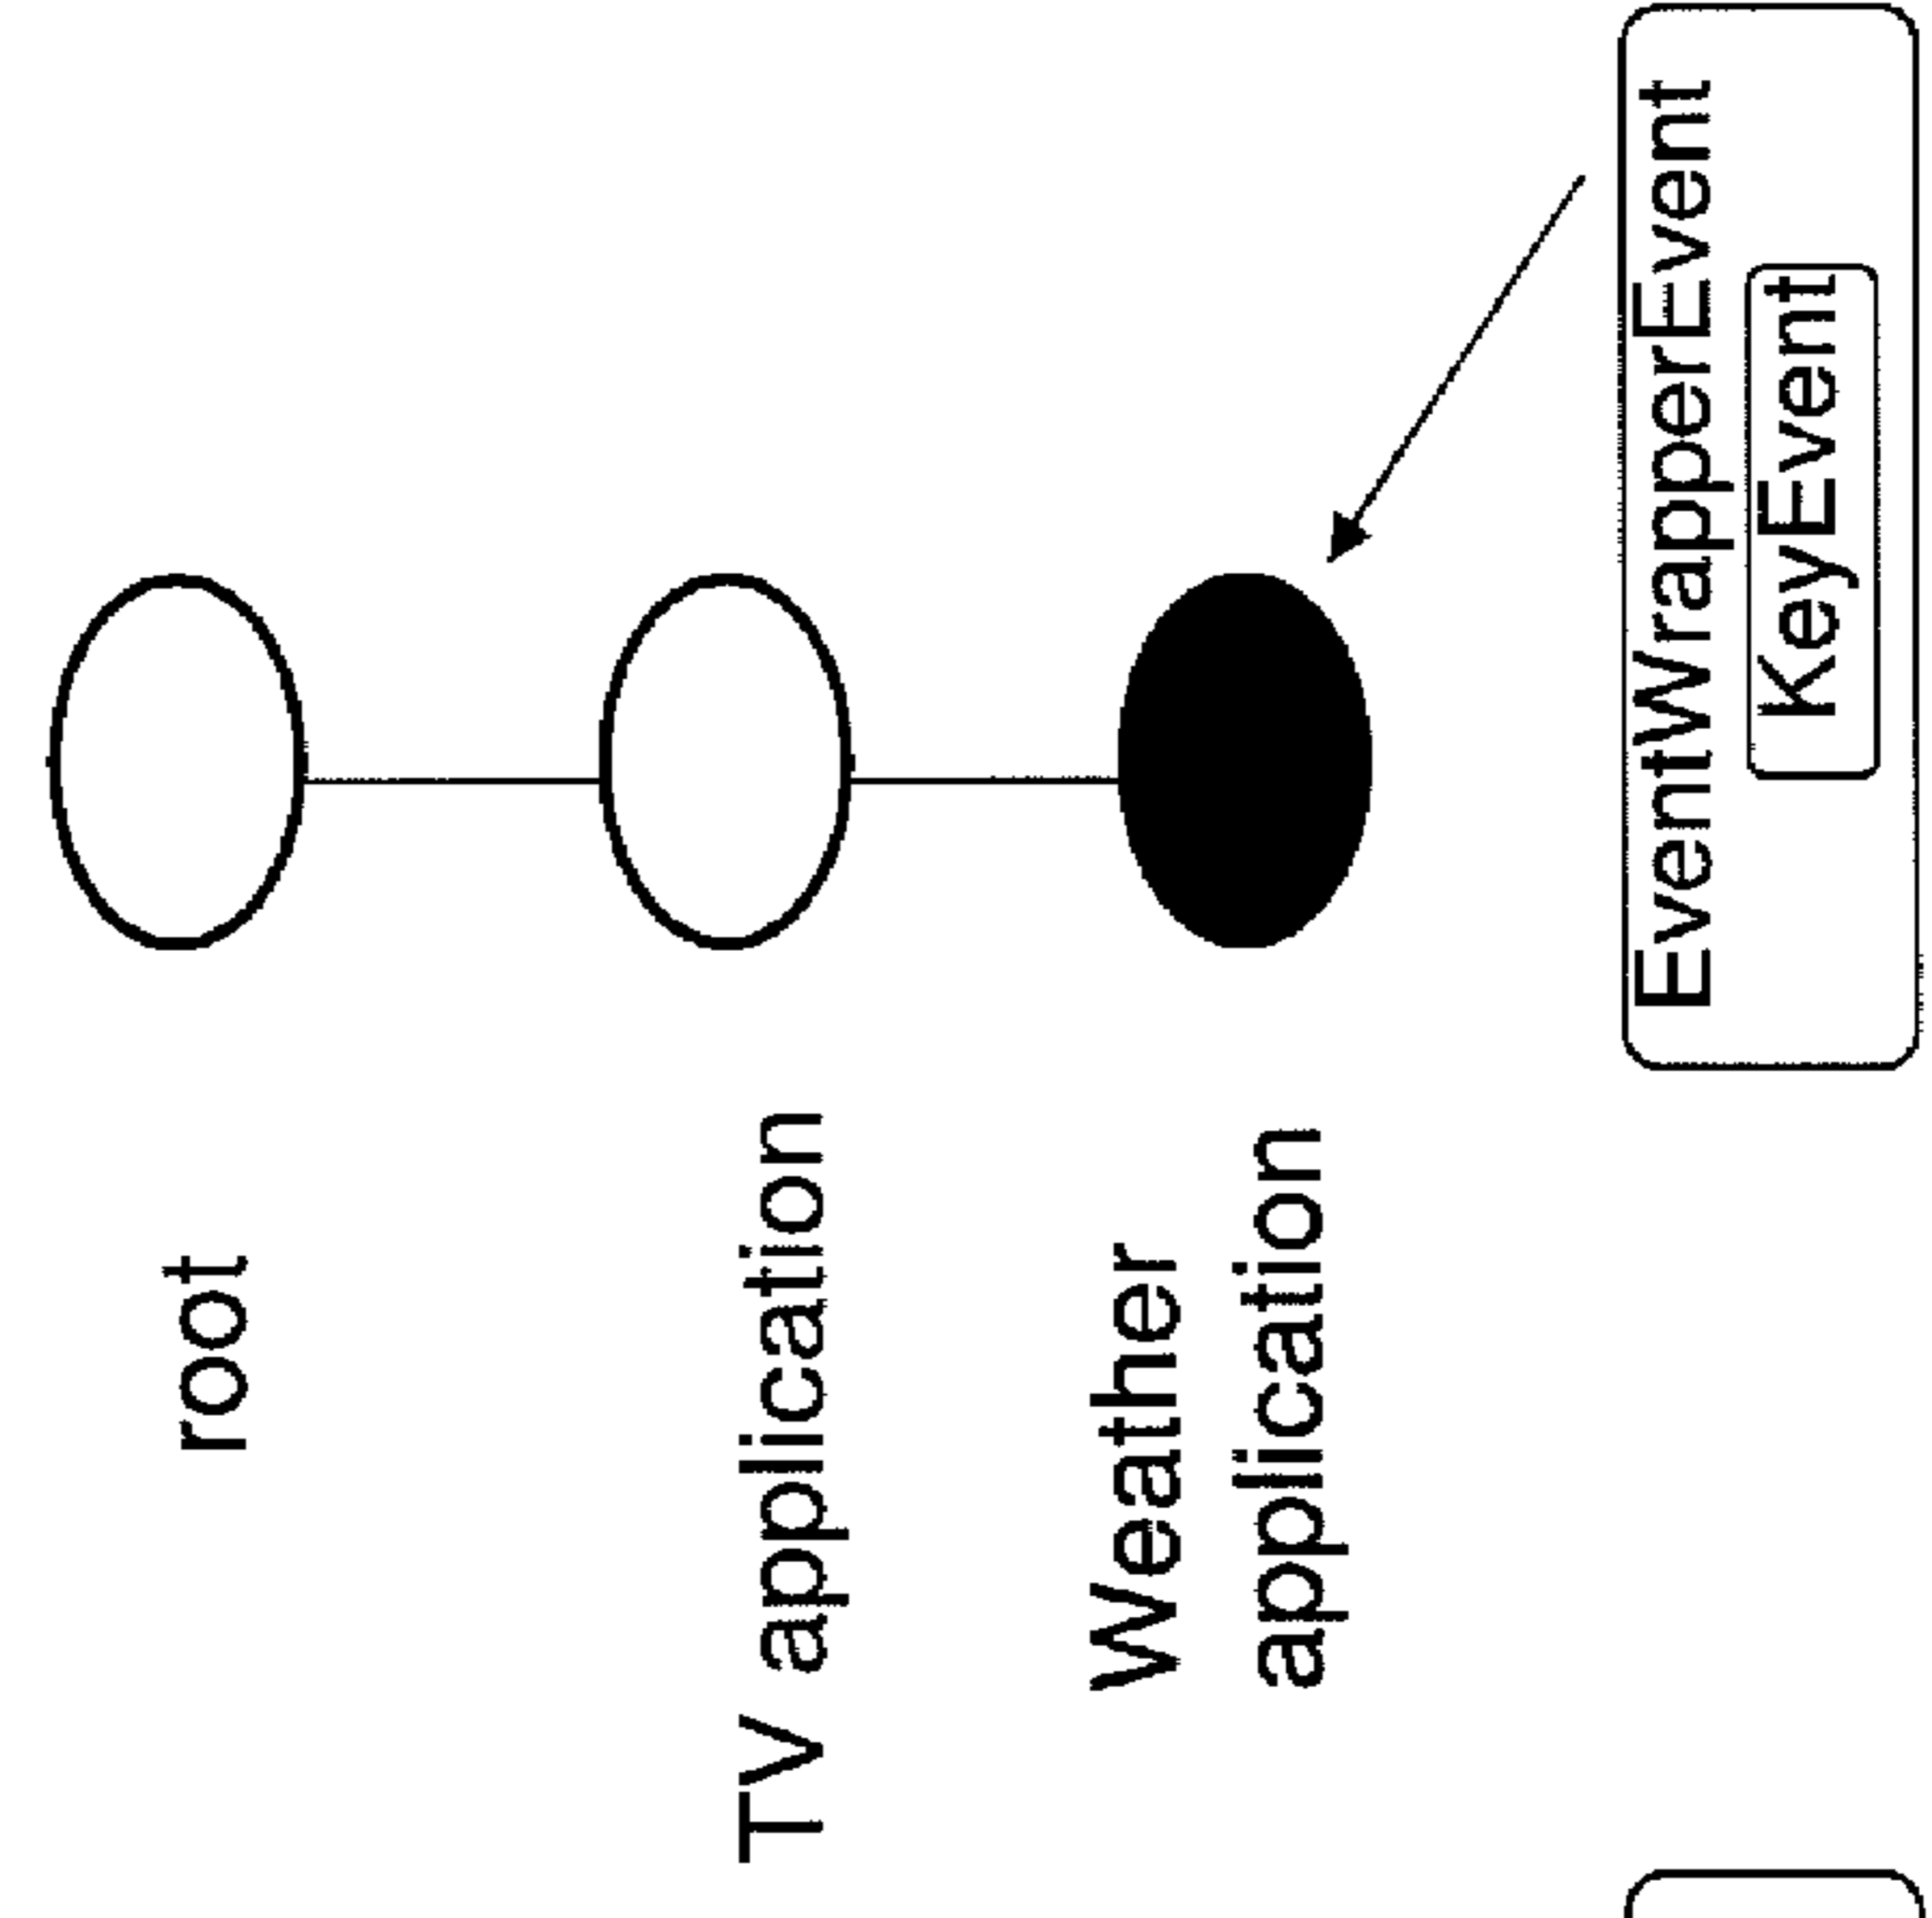 root
TV application
Weather
application
EventWrapperEvent
KeyEvent